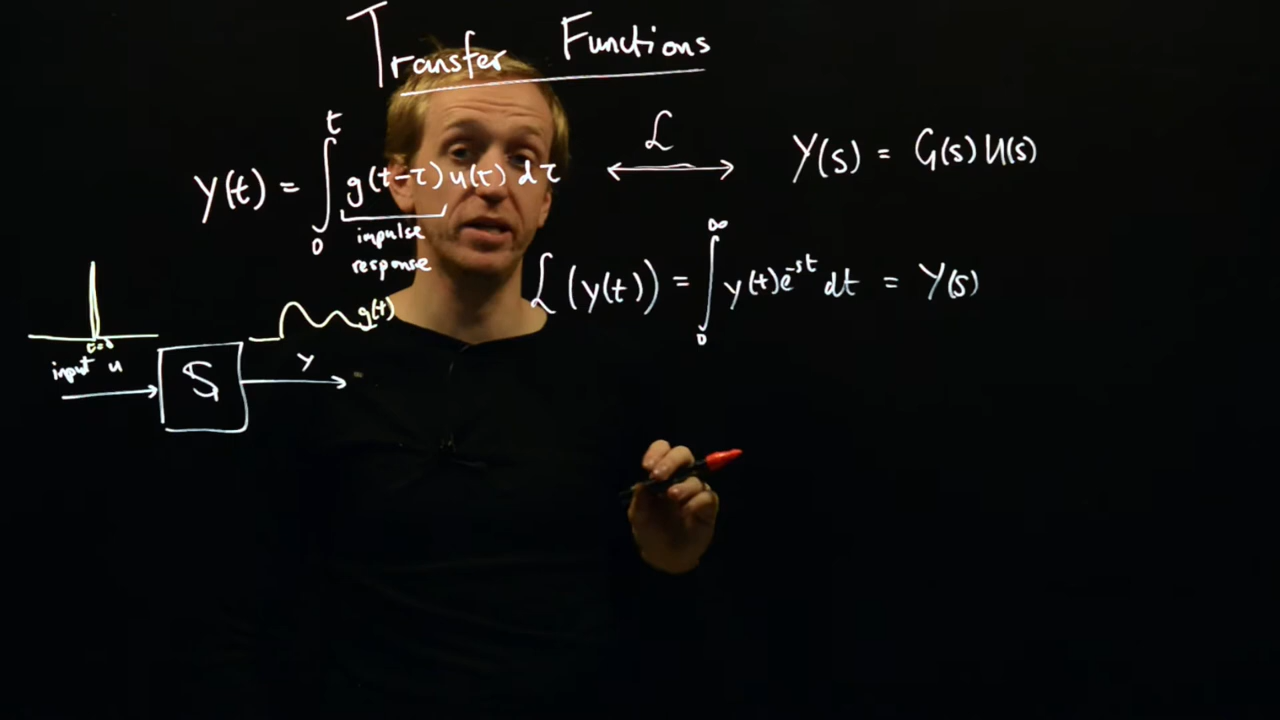 Transfer Functions
y(t) = ∫₀ᵗ g(t-τ) u(τ) dτ ⟷ ℒ Y(s) = G(s) U(s)
impulse
response
ℒ(y(t)) = ∫₀^∞ y(t) e^{-st} dt = Y(s)
g(t)
input u
S
y